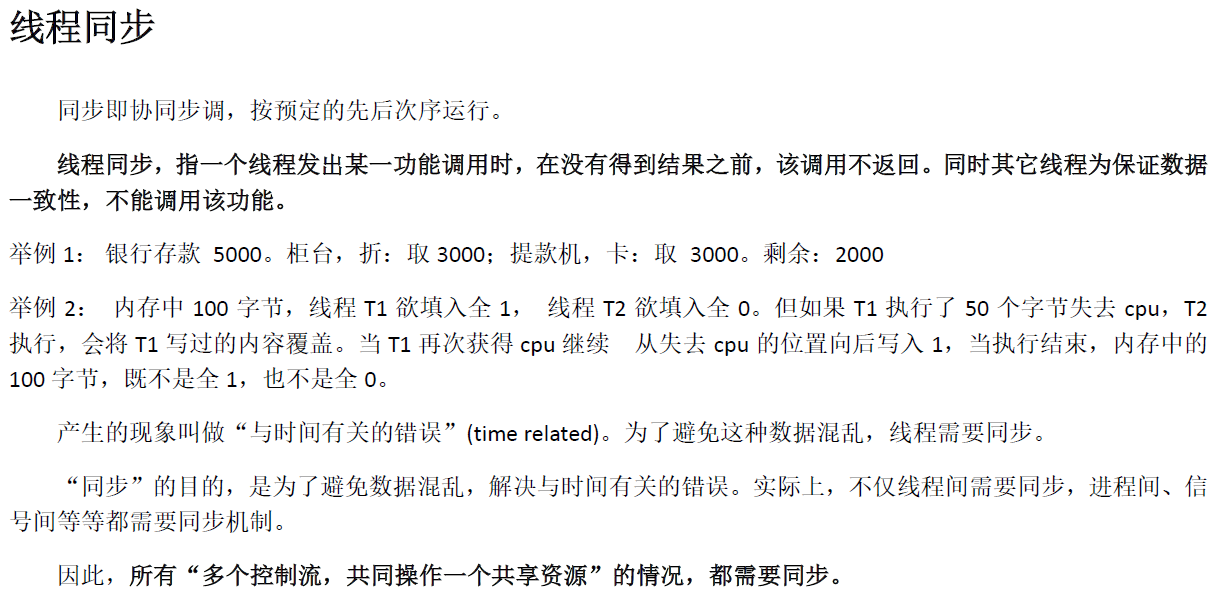 线程同步
同步即协同步调，按预定的先后次序运行。
线程同步，指一个线程发出某一功能调用时，在没有得到结果之前，该调用不返回。同时其它线程为保证数据
一致性，不能调用该功能。
举例 1： 银行存款 5000。柜台，折：取 3000；提款机，卡：取 3000。剩余：2000
举例 2： 内存中 100 字节，线程 T1 欲填入全 1， 线程 T2 欲填入全 0。但如果 T1 执行了 50 个字节失去 cpu，T2
执行，会将 T1 写过的内容覆盖。当 T1 再次获得 cpu 继续 从失去 cpu 的位置向后写入 1，当执行结束，内存中的
100 字节，既不是全 1，也不是全 0。
产生的现象叫做“与时间有关的错误”(time related)。为了避免这种数据混乱，线程需要同步。
“同步”的目的，是为了避免数据混乱，解决与时间有关的错误。实际上，不仅线程间需要同步，进程间、信
号间等等都需要同步机制。
因此，所有“多个控制流，共同操作一个共享资源”的情况，都需要同步。